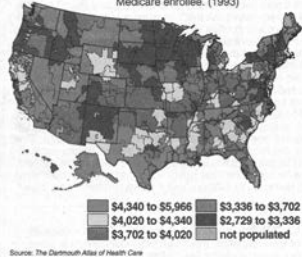 Medicare enrollee. (1993)
$4,340 to $5,966 $3,336 to $3,702
$4,020 to $4,340 $2,729 to $3,336
$3,702 to $4,020 not populated
Source: The Dartmouth Atlas of Health Care